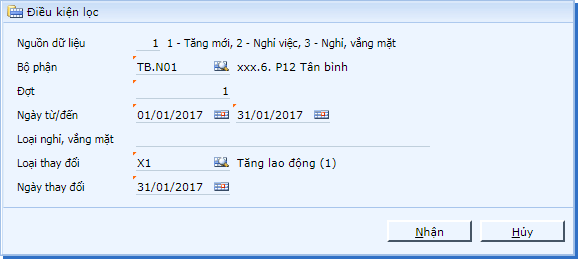 Điều kiện lọc
Nguồn dữ liệu 1 1 - Tăng mới, 2 - Nghỉ việc, 3 - Nghỉ, vắng mặt
Bộ phận TB.N01 xxx.6. P12 Tân bình
Đợt 1
Ngày từ/đến 01/01/2017 31/01/2017
Loại nghỉ, vắng mặt
Loại thay đổi X1 Tăng lao động (1)
Ngày thay đổi 31/01/2017
Nhận Hủy